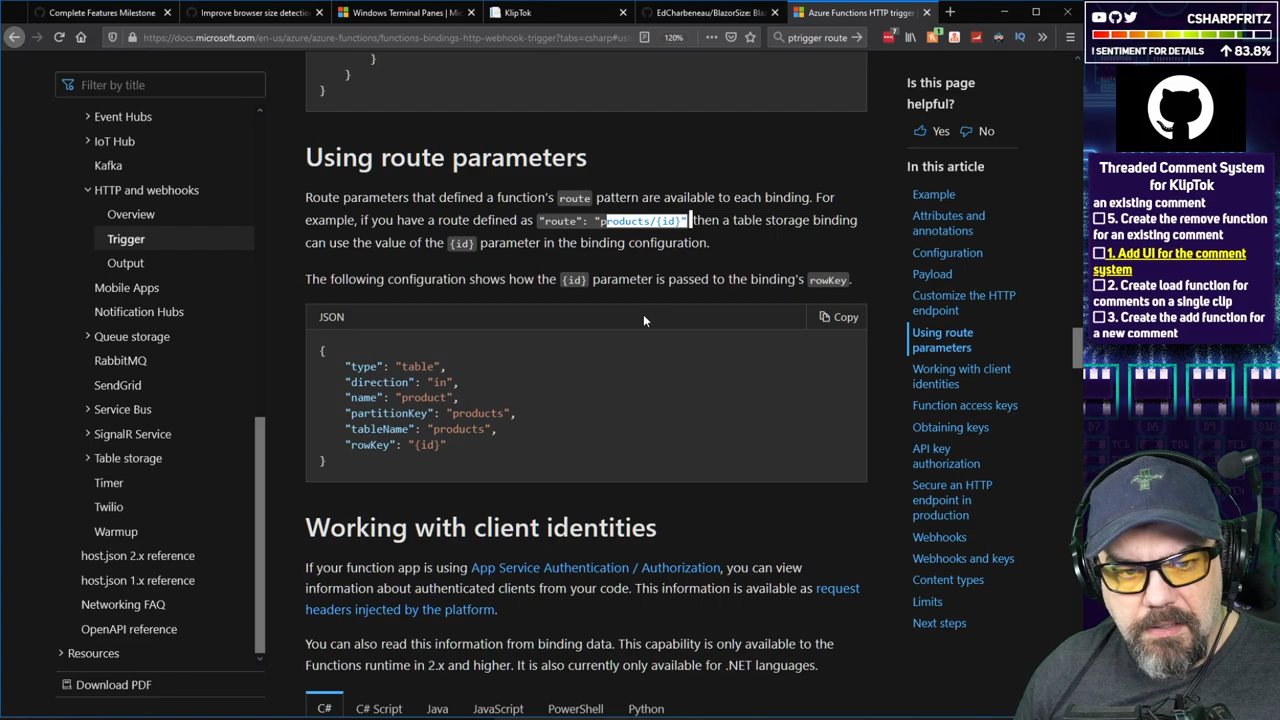 Complete Features Milestone
Improve browser size detectio
Windows Terminal Panes | M
KlipTok
EdCharbeneau/BlazorSize: Bl
Azure Functions HTTP trigger
https://docs.microsoft.com/en-us/azure/azure-functions/functions-bindings-http-webhook-trigger?tabs=csharp#us
120%
ptrigger route
CSHARPFRITZ
! SENTIMENT FOR DETAILS
83.8%
Threaded Comment System
for KlipTok
an existing comment
5. Create the remove function
for an existing comment
1. Add UI for the comment
system
2. Create load function for
comments on a single clip
3. Create the add function for
a new comment
Filter by title
Event Hubs
IoT Hub
Kafka
HTTP and webhooks
Overview
Trigger
Output
Mobile Apps
Notification Hubs
Queue storage
RabbitMQ
SendGrid
Service Bus
SignalR Service
Table storage
Timer
Twilio
Warmup
host.json 2.x reference
host.json 1.x reference
Networking FAQ
OpenAPI reference
Resources
Download PDF
}
}
}
Using route parameters
Route parameters that defined a function's route pattern are available to each binding. For
example, if you have a route defined as "route": "products/{id}" then a table storage binding
can use the value of the {id} parameter in the binding configuration.
The following configuration shows how the {id} parameter is passed to the binding's rowKey.
JSON
Copy
{
"type": "table",
"direction": "in",
"name": "product",
"partitionKey": "products",
"tableName": "products",
"rowKey": "{id}"
}
Working with client identities
If your function app is using App Service Authentication / Authorization, you can view
information about authenticated clients from your code. This information is available as request
headers injected by the platform.
You can also read this information from binding data. This capability is only available to the
Functions runtime in 2.x and higher. It is also currently only available for .NET languages.
C#
C# Script
Java
JavaScript
PowerShell
Python
Is this page
helpful?
Yes
No
In this article
Example
Attributes and
annotations
Configuration
Payload
Customize the HTTP
endpoint
Using route
parameters
Working with client
identities
Function access keys
Obtaining keys
API key
authorization
Secure an HTTP
endpoint in
production
Webhooks
Webhooks and keys
Content types
Limits
Next steps